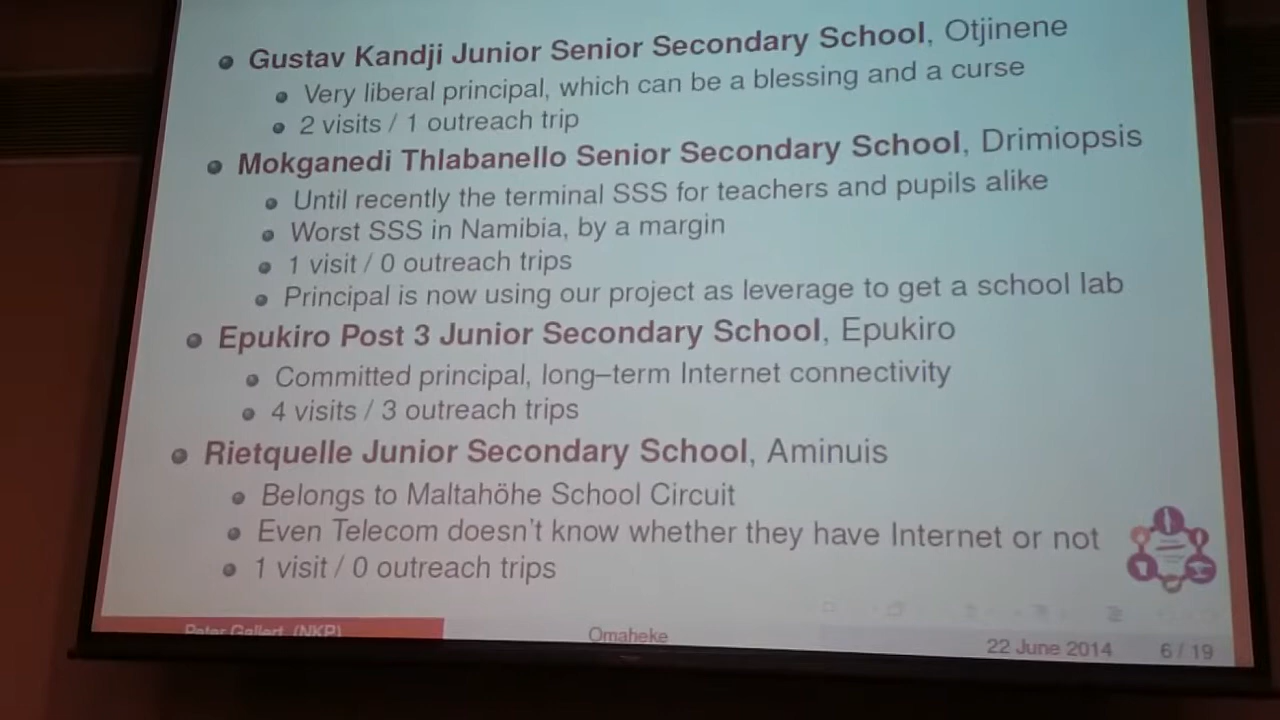 Gustav Kandji Junior Senior Secondary School, Otjinene
Very liberal principal, which can be a blessing and a curse
2 visits / 1 outreach trip
Mokganedi Thlabanello Senior Secondary School, Drimiopsis
Until recently the terminal SSS for teachers and pupils alike
Worst SSS in Namibia, by a margin
1 visit / 0 outreach trips
Principal is now using our project as leverage to get a school lab
Epukiro Post 3 Junior Secondary School, Epukiro
Committed principal, long–term Internet connectivity
4 visits / 3 outreach trips
Rietquelle Junior Secondary School, Aminuis
Belongs to Maltahöhe School Circuit
Even Telecom doesn't know whether they have Internet or not
1 visit / 0 outreach trips
Peter Gallert (NKP) Omaheke 22 June 2014 6 / 19